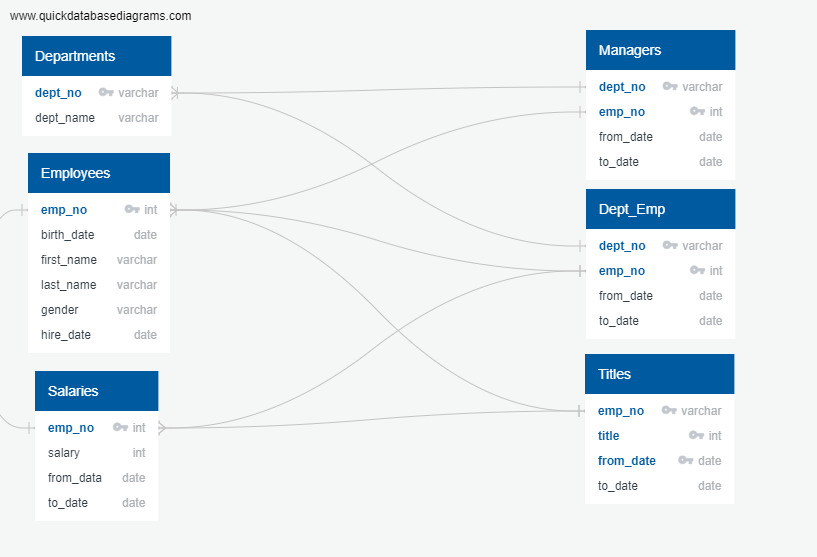 www.quickdatabasediagrams.com
Departments
dept_no varchar
dept_name varchar
Employees
emp_no int
birth_date date
first_name varchar
last_name varchar
gender varchar
hire_date date
Salaries
emp_no int
salary int
from_data date
to_date date
Managers
dept_no varchar
emp_no int
from_date date
to_date date
Dept_Emp
dept_no varchar
emp_no int
from_date date
to_date date
Titles
emp_no varchar
title int
from_date date
to_date date